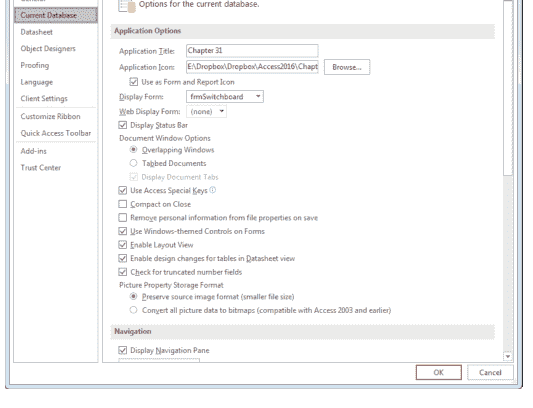 General
Options for the current database.
Current Database
Datasheet
Object Designers
Proofing
Language
Client Settings
Customize Ribbon
Quick Access Toolbar
Add-ins
Trust Center
Application Options
Application Title: Chapter 31
Application Icon: E:\Dropbox\Dropbox\Access2016\Chapt Browse...
Use as Form and Report Icon
Display Form: frmSwitchboard
Web Display Form: (none)
Display Status Bar
Document Window Options
Overlapping Windows
Tabbed Documents
Display Document Tabs
Use Access Special Keys
Compact on Close
Remove personal information from file properties on save
Use Windows-themed Controls on Forms
Enable Layout View
Enable design changes for tables in Datasheet view
Check for truncated number fields
Picture Property Storage Format
Preserve source image format (smaller file size)
Convert all picture data to bitmaps (compatible with Access 2003 and earlier)
Navigation
Display Navigation Pane
OK Cancel